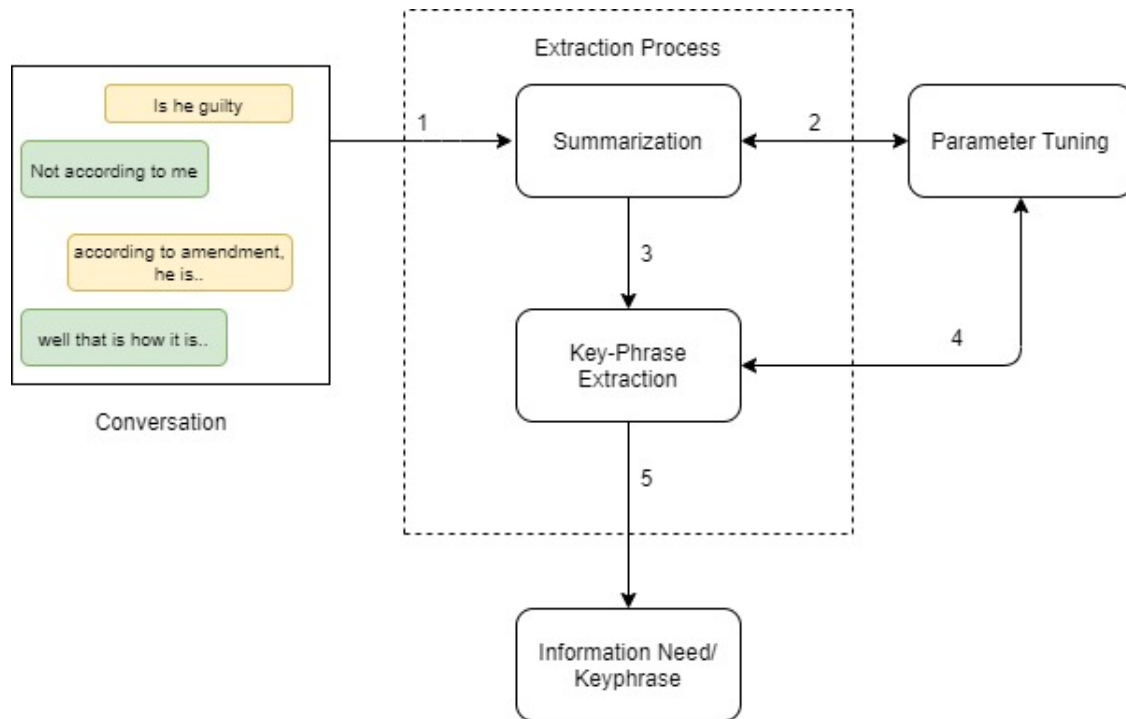 Extraction Process
Is he guilty
Not according to me
according to amendment,
he is..
well that is how it is..
Conversation
1
Summarization
2
Parameter Tuning
3
Key-Phrase
Extraction
4
5
Information Need/
Keyphrase